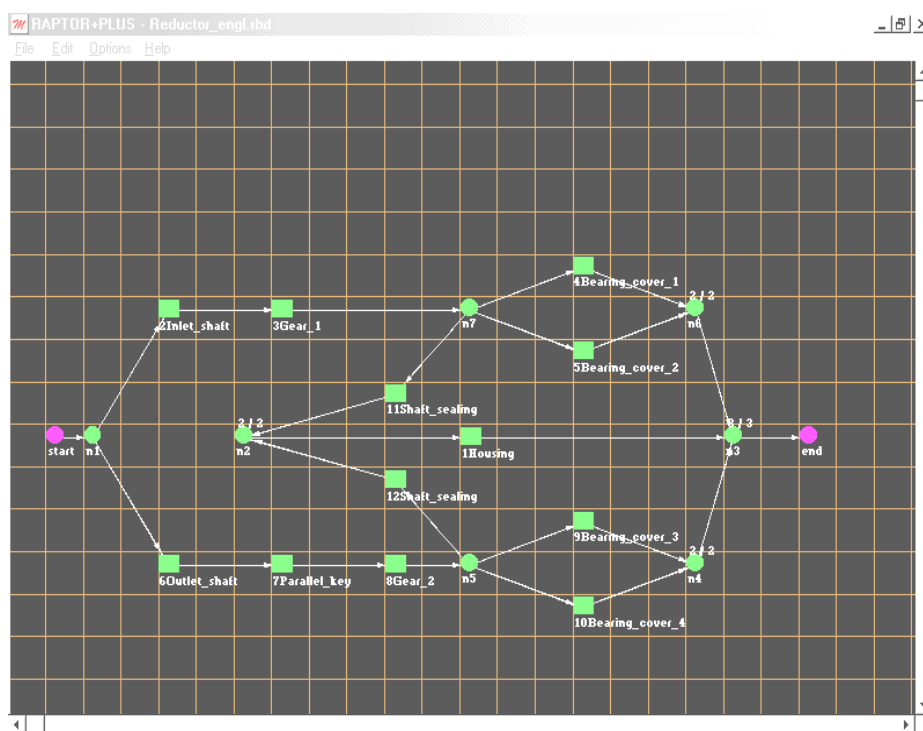 RAPTOR+PLUS - Reductor_engl.rbd
File Edit Options Help
4Bearing_cover_1
2 / 2
2Inlet_shaft
3Gear_1
n7
n6
5Bearing_cover_2
11Shaft_sealing
2 / 2
3 / 3
start
n1
n2
1Housing
n3
end
12Shaft_sealing
9Bearing_cover_3
2 / 2
6Outlet_shaft
7Parallel_key
8Gear_2
n5
n4
10Bearing_cover_4